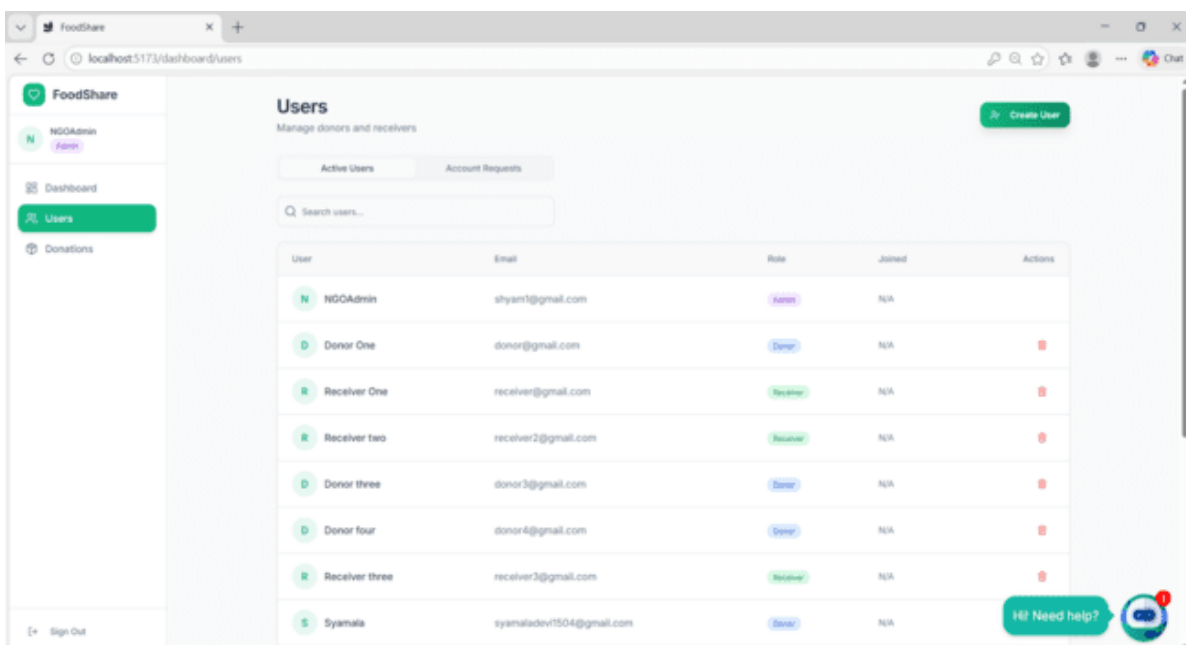 FoodShare
localhost:5173/dashboard/users
Chat
FoodShare
N
NGOAdmin
Admin
Dashboard
Users
Donations
Sign Out
Users
Manage donors and receivers
Create User
Active Users Account Requests
Search users...
User Email Role Joined Actions
N NGOAdmin shyam1@gmail.com Admin N/A
D Donor One donor@gmail.com Donor N/A
R Receiver One receiver@gmail.com Receiver N/A
R Receiver two receiver2@gmail.com Receiver N/A
D Donor three donor3@gmail.com Donor N/A
D Donor four donor4@gmail.com Donor N/A
R Receiver three receiver3@gmail.com Receiver N/A
S Syamala syamaladevi1504@gmail.com Donor N/A
Hi! Need help?